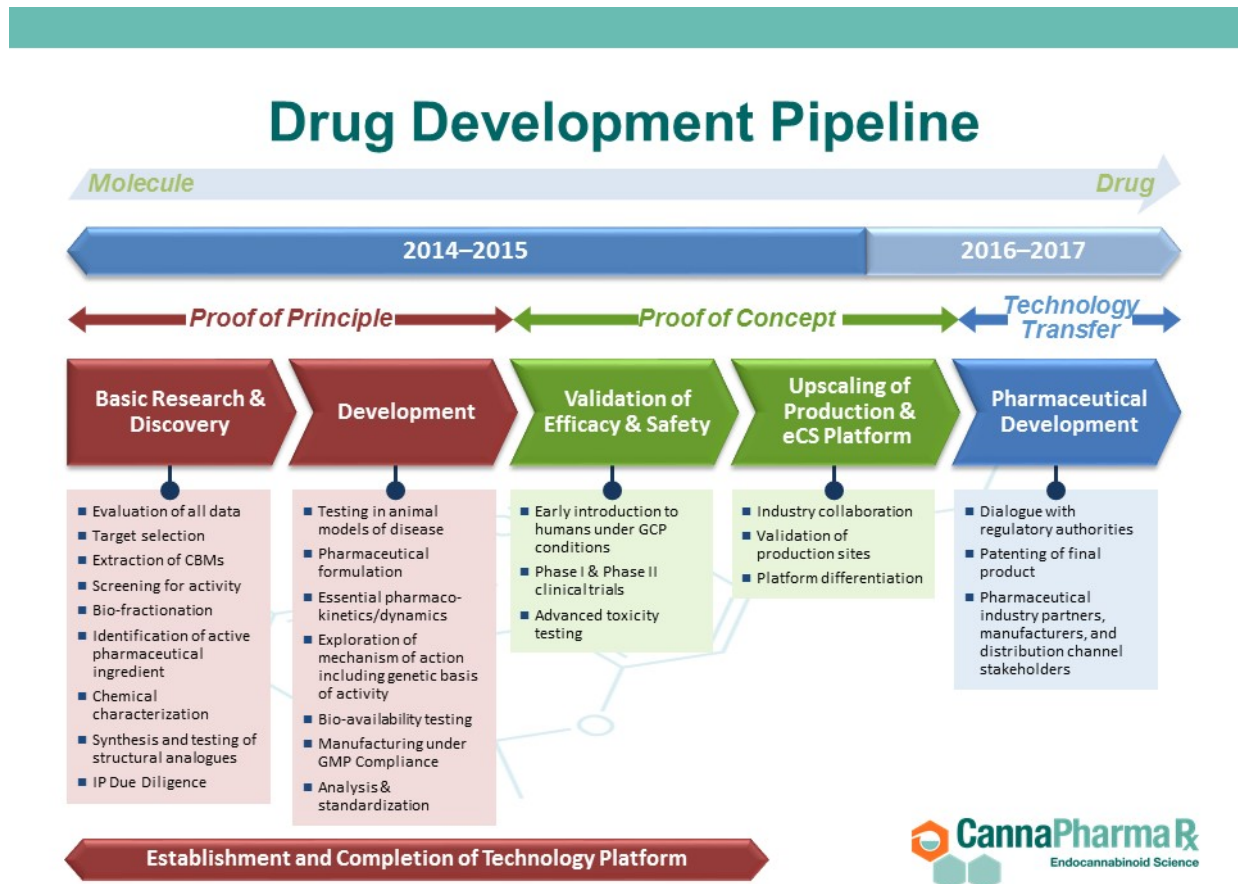 Drug Development Pipeline
Molecule
Drug
2014–2015
2016–2017
Proof of Principle
Proof of Concept
Technology
Transfer
Basic Research &
Discovery
Development
Validation of
Efficacy & Safety
Upscaling of
Production &
eCS Platform
Pharmaceutical
Development
Evaluation of all data
Target selection
Extraction of CBMs
Screening for activity
Bio-fractionation
Identification of active
pharmaceutical
ingredient
Chemical
characterization
Synthesis and testing of
structural analogues
IP Due Diligence
Testing in animal
models of disease
Pharmaceutical
formulation
Essential pharmaco-
kinetics/dynamics
Exploration of
mechanism of action
including genetic basis
of activity
Bio-availability testing
Manufacturing under
GMP Compliance
Analysis &
standardization
Early introduction to
humans under GCP
conditions
Phase I & Phase II
clinical trials
Advanced toxicity
testing
Industry collaboration
Validation of
production sites
Platform differentiation
Dialogue with
regulatory authorities
Patenting of final
product
Pharmaceutical
industry partners,
manufacturers, and
distribution channel
stakeholders
Establishment and Completion of Technology Platform
CannaPharmaRx
Endocannabinoid Science